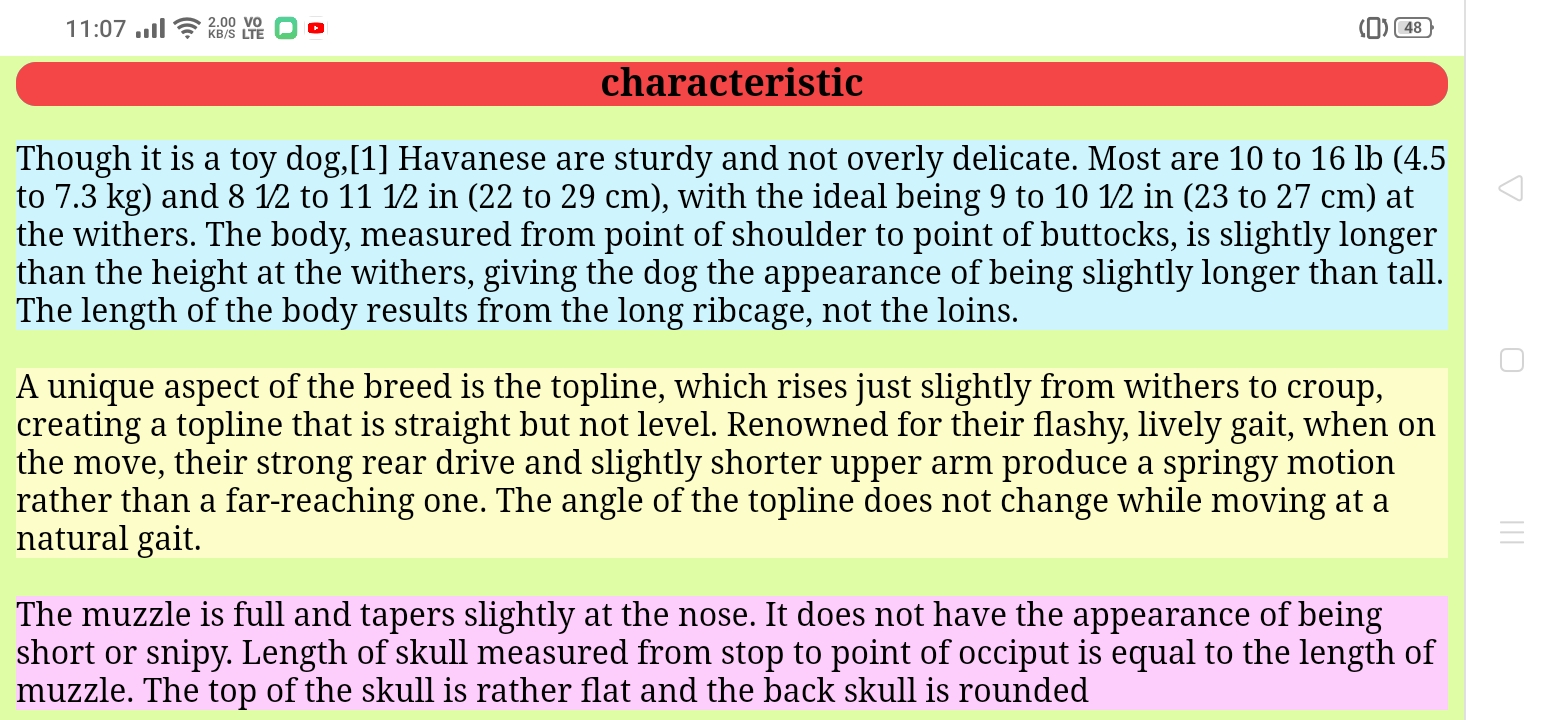 11:07 2.00 KB/S VO LTE 48
characteristic
Though it is a toy dog,[1] Havanese are sturdy and not overly delicate. Most are 10 to 16 lb (4.5
to 7.3 kg) and 8 1⁄2 to 11 1⁄2 in (22 to 29 cm), with the ideal being 9 to 10 1⁄2 in (23 to 27 cm) at
the withers. The body, measured from point of shoulder to point of buttocks, is slightly longer
than the height at the withers, giving the dog the appearance of being slightly longer than tall.
The length of the body results from the long ribcage, not the loins.
A unique aspect of the breed is the topline, which rises just slightly from withers to croup,
creating a topline that is straight but not level. Renowned for their flashy, lively gait, when on
the move, their strong rear drive and slightly shorter upper arm produce a springy motion
rather than a far-reaching one. The angle of the topline does not change while moving at a
natural gait.
The muzzle is full and tapers slightly at the nose. It does not have the appearance of being
short or snipy. Length of skull measured from stop to point of occiput is equal to the length of
muzzle. The top of the skull is rather flat and the back skull is rounded